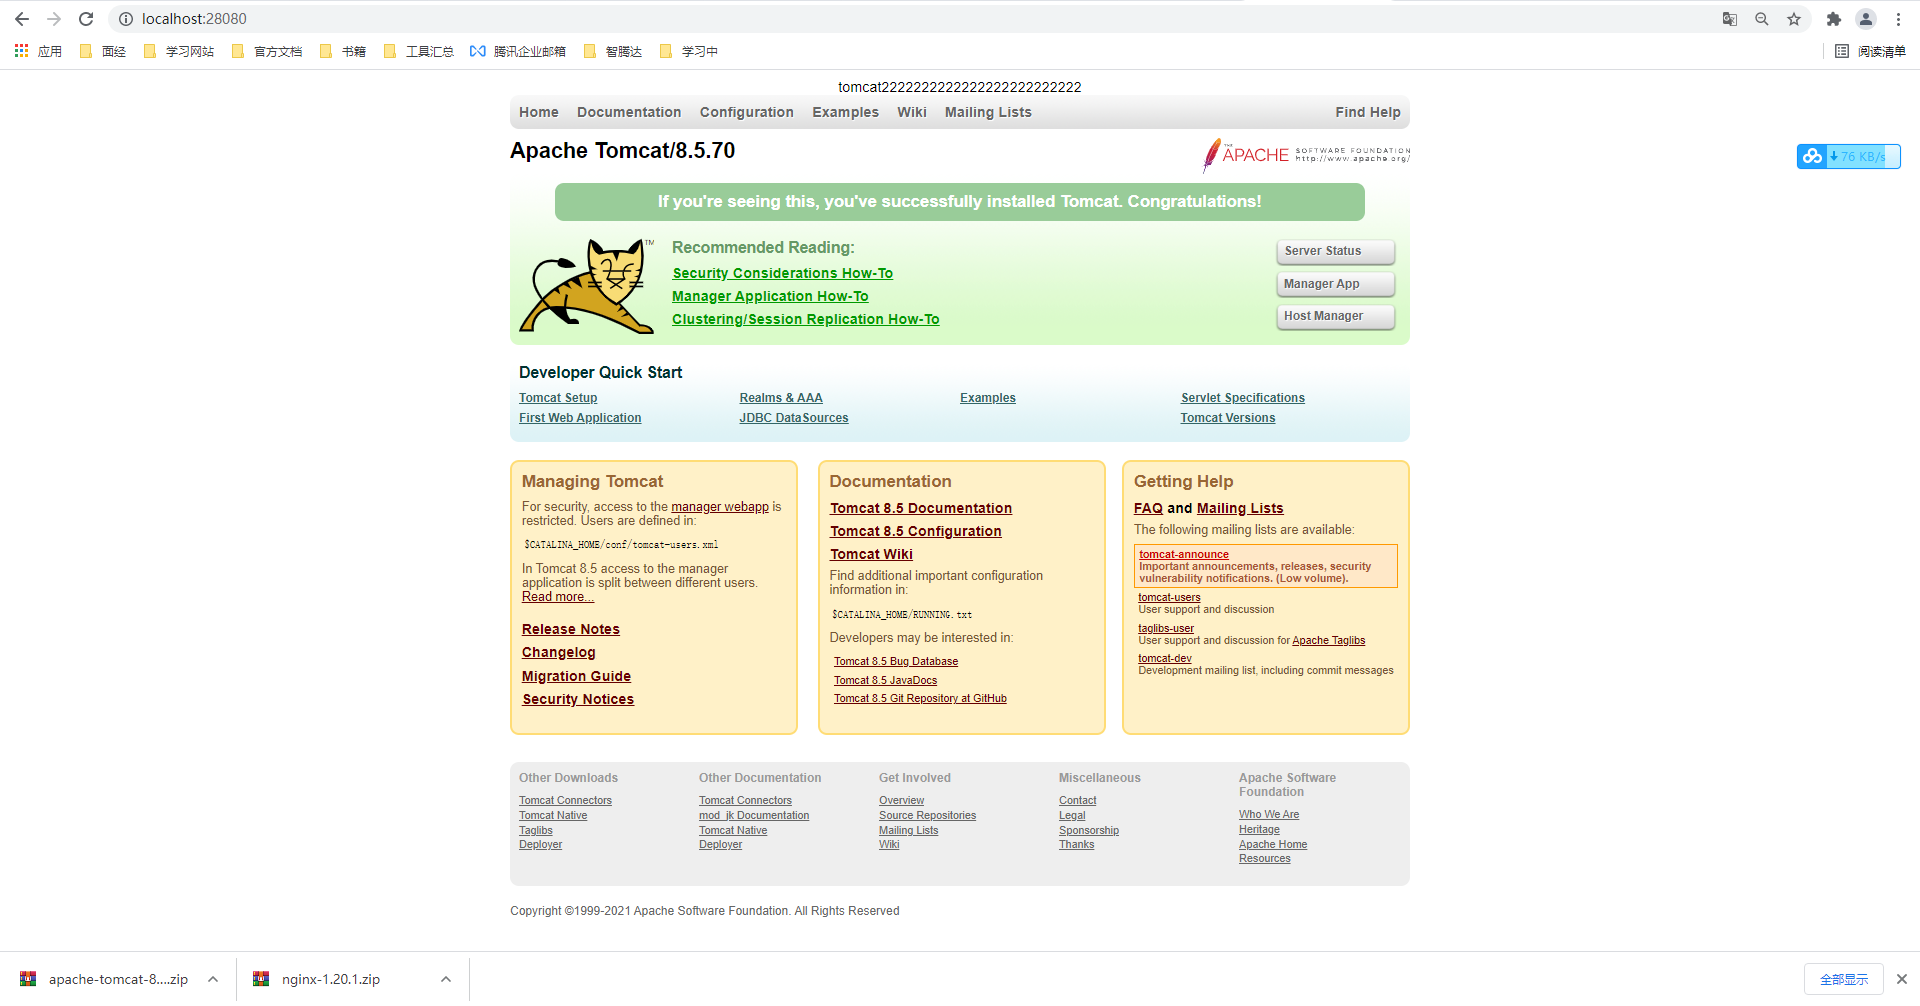 localhost:28080
应用 面经 学习网站 官方文档 书籍 工具汇总 腾讯企业邮箱 智腾达 学习中 阅读清单
tomcat2222222222222222222222222
Home Documentation Configuration Examples Wiki Mailing Lists Find Help
Apache Tomcat/8.5.70
THE APACHE SOFTWARE FOUNDATION
http://www.apache.org/
76 KB/s
If you're seeing this, you've successfully installed Tomcat. Congratulations!
TM
Recommended Reading:
Security Considerations How-To
Manager Application How-To
Clustering/Session Replication How-To
Server Status
Manager App
Host Manager
Developer Quick Start
Tomcat Setup
First Web Application
Realms & AAA
JDBC DataSources
Examples
Servlet Specifications
Tomcat Versions
Managing Tomcat
For security, access to the manager webapp is
restricted. Users are defined in:
$CATALINA_HOME/conf/tomcat-users.xml
In Tomcat 8.5 access to the manager
application is split between different users.
Read more...
Release Notes
Changelog
Migration Guide
Security Notices
Documentation
Tomcat 8.5 Documentation
Tomcat 8.5 Configuration
Tomcat Wiki
Find additional important configuration
information in:
$CATALINA_HOME/RUNNING.txt
Developers may be interested in:
Tomcat 8.5 Bug Database
Tomcat 8.5 JavaDocs
Tomcat 8.5 Git Repository at GitHub
Getting Help
FAQ and Mailing Lists
The following mailing lists are available:
tomcat-announce
Important announcements, releases, security
vulnerability notifications. (Low volume).
tomcat-users
User support and discussion
taglibs-user
User support and discussion for Apache Taglibs
tomcat-dev
Development mailing list, including commit messages
Other Downloads
Tomcat Connectors
Tomcat Native
Taglibs
Deployer
Other Documentation
Tomcat Connectors
mod_jk Documentation
Tomcat Native
Deployer
Get Involved
Overview
Source Repositories
Mailing Lists
Wiki
Miscellaneous
Contact
Legal
Sponsorship
Thanks
Apache Software
Foundation
Who We Are
Heritage
Apache Home
Resources
Copyright ©1999-2021 Apache Software Foundation. All Rights Reserved
apache-tomcat-8....zip
nginx-1.20.1.zip
全部显示